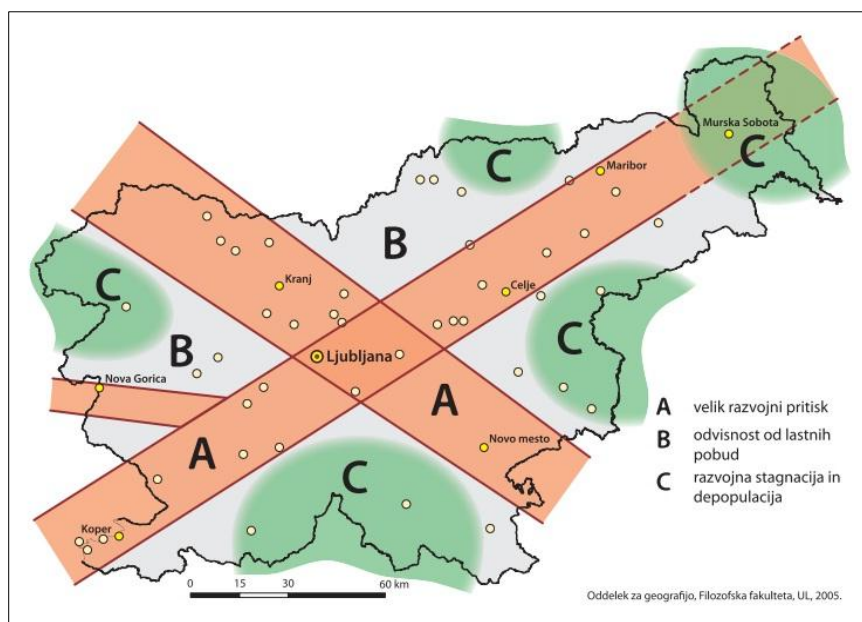 Murska Sobota
C
C
Maribor
B
C
Kranj
Celje
B
C
Ljubljana
Nova Gorica
A
A velik razvojni pritisk
B odvisnost od lastnih
pobud
C razvojna stagnacija in
depopulacija
A
Novo mesto
C
Koper
0 15 30 60 km
Oddelek za geografijo, Filozofska fakulteta, UL, 2005.